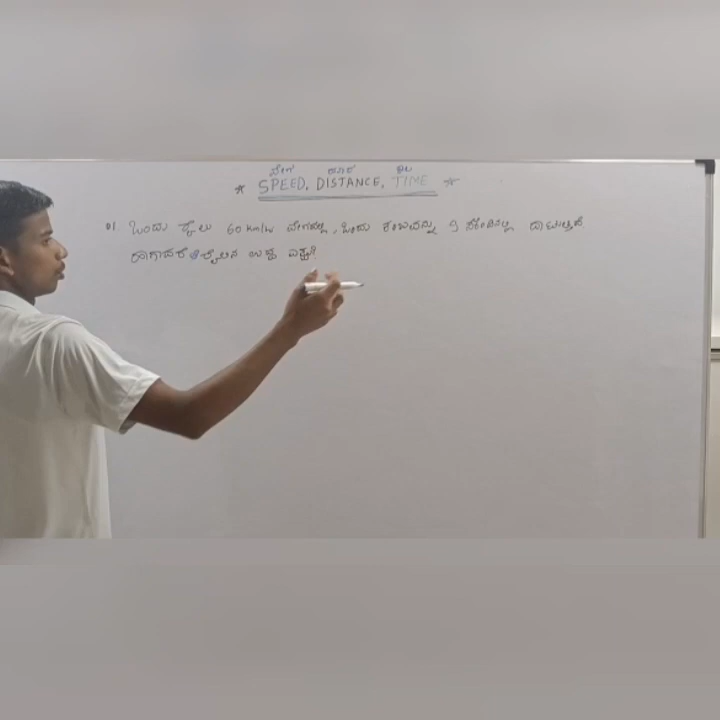 ವೇಗ ದೂರ ಕಾಲ
* SPEED, DISTANCE, TIME *
01 ಒಂದು ರೈಲು 60 km/hr ವೇಗದಲ್ಲಿ, ಒಂದು ಕಂಬವನ್ನು 9 ಸೆಕೆಂಡಿನಲ್ಲಿ ದಾಟುತ್ತದೆ
ಹಾಗಾದರೆ ರೈಲಿನ ಉದ್ದ ಎಷ್ಟು?